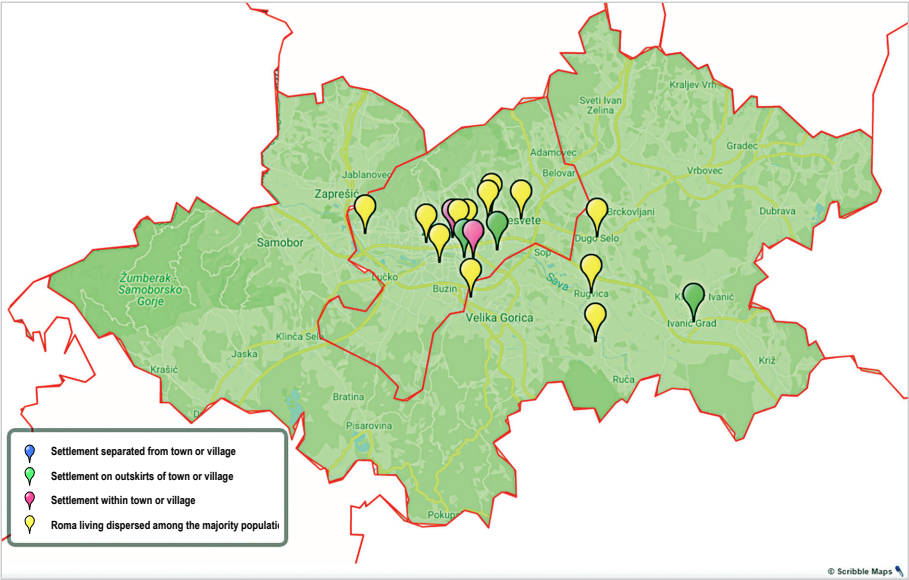 Kraljev Vrh
Sveti Ivan
Zelina
Gradec
Adamovec
Vrbovec
Belovar
Jablanovec
Zaprešić
Brckovljani
Dubrava
esvete
Dugo Selo
Samobor
Sop
Lučko
Sava
Žumberak -
Samoborsko
Gorje
Buzin
Rugvica
Ivanić
Velika Gorica
Ivanić Grad
Klinča Sela
Jaska
Križ
Krašić
Ruča
Bratina
Pisarovina
Settlement separated from town or village
Settlement on outskirts of town or village
Settlement within town or village
Roma living dispersed among the majority populati
© Scribble Maps